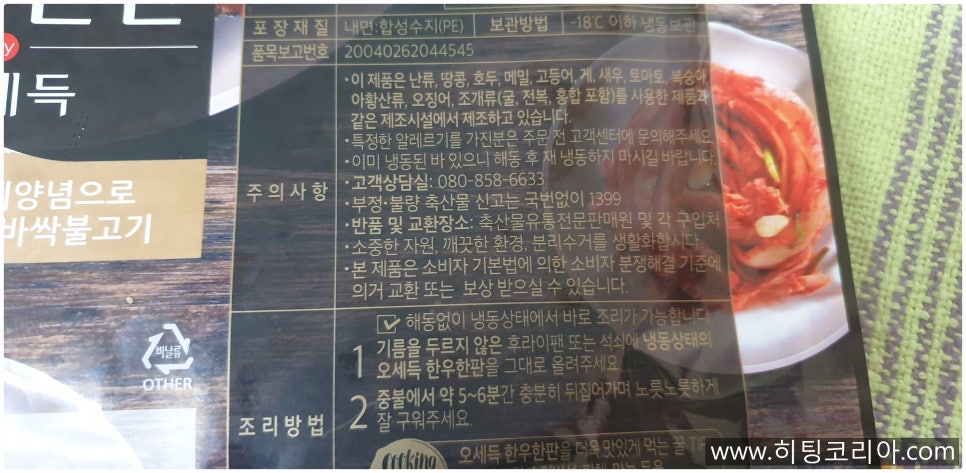 게득
양념으로
바싹불고기
비닐류
OTHER
포장재질 내면:합성수지(PE) 보관방법 -18℃ 이하 냉동보관
품목보고번호 20040262044545
주의사항
•이 제품은 난류, 땅콩, 호두, 메밀, 고등어, 게, 새우, 토마토, 복숭아,
아황산류, 오징어, 조개류(굴, 전복, 홍합 포함)를 사용한 제품과
같은 제조시설에서 제조하고 있습니다.
•특정한 알레르기를 가진분은 주문 전 고객센터에 문의해주세요
•이미 냉동된 바 있으니 해동 후 재 냉동하지 마시길 바랍니다.
•고객상담실: 080-858-6633
•부정·불량 축산물 신고는 국번없이 1399
•반품 및 교환장소: 축산물유통전문판매원 및 각 구입처
•소중한 자원, 깨끗한 환경, 분리수거를 생활화합시다.
•본 제품은 소비자 기본법에 의한 소비자 분쟁해결 기준에
의거 교환 또는 보상 받으실 수 있습니다.
조리방법
해동없이 냉동상태에서 바로 조리가 가능합니다.
1 기름을 두르지 않은 후라이팬 또는 석쇠에 냉동상태의
오세득 한우한판을 그대로 올려주세요.
2 중불에서 약 5~6분간 충분히 뒤집어가며 노릇노릇하게
잘 구워주세요.
cooking
오세득 한우한판을 더욱 맛있게 먹는 꿀 TIP
www.히팅코리아.com